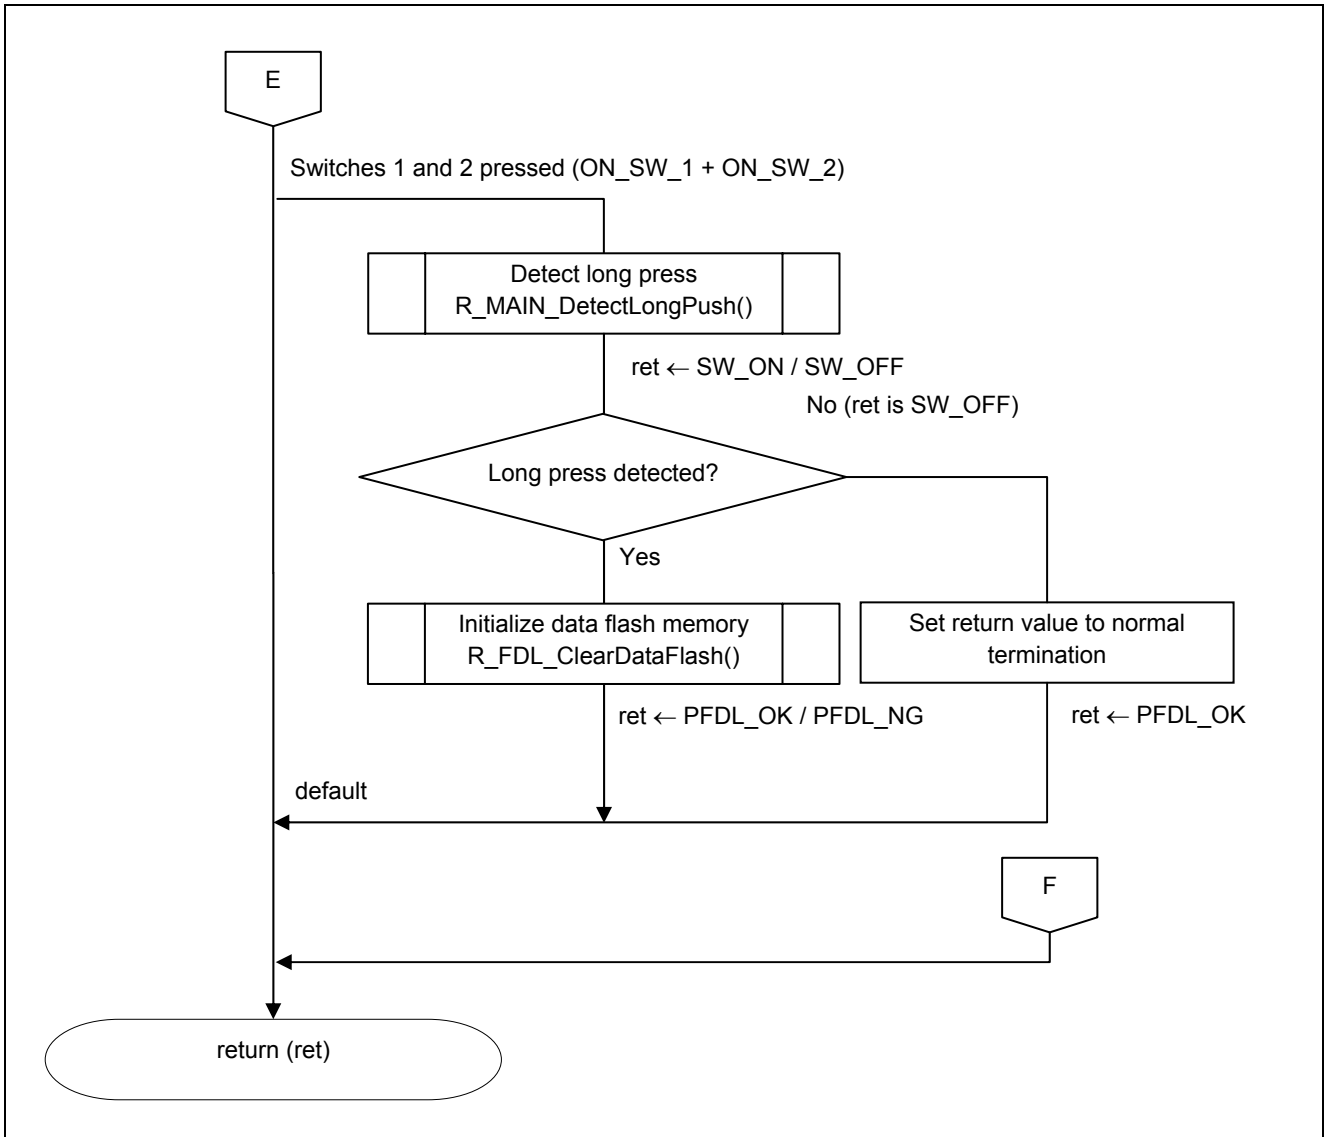 E
Switches 1 and 2 pressed (ON_SW_1 + ON_SW_2)
Detect long press
R_MAIN_DetectLongPush()
ret ← SW_ON / SW_OFF
No (ret is SW_OFF)
Long press detected?
Yes
Initialize data flash memory
R_FDL_ClearDataFlash()
Set return value to normal
termination
ret ← PFDL_OK / PFDL_NG
ret ← PFDL_OK
default
F
return (ret)